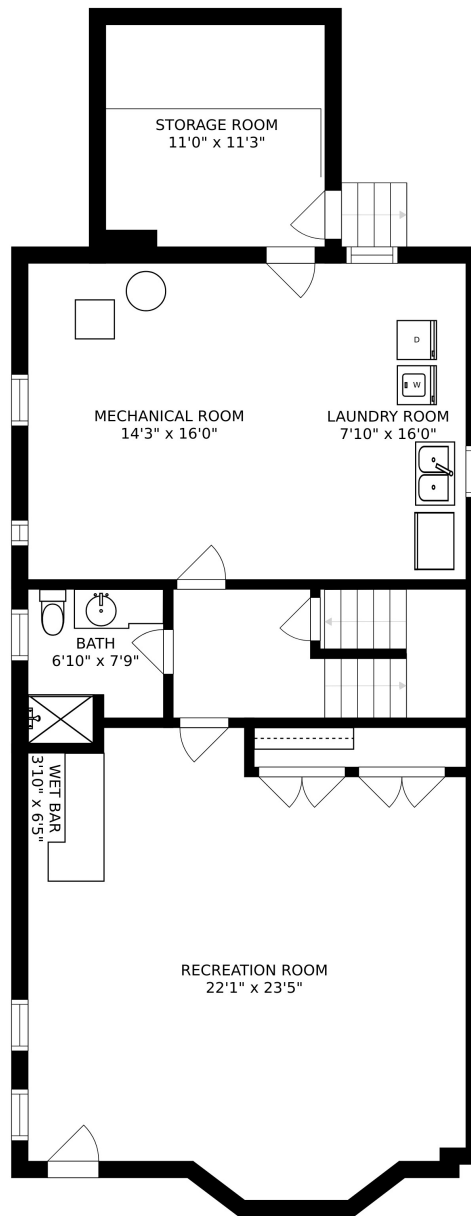 STORAGE ROOM
11'0" x 11'3"
D
W
MECHANICAL ROOM
14'3" x 16'0"
LAUNDRY ROOM
7'10" x 16'0"
BATH
6'10" x 7'9"
WET BAR
3'10" x 6'5"
RECREATION ROOM
22'1" x 23'5"